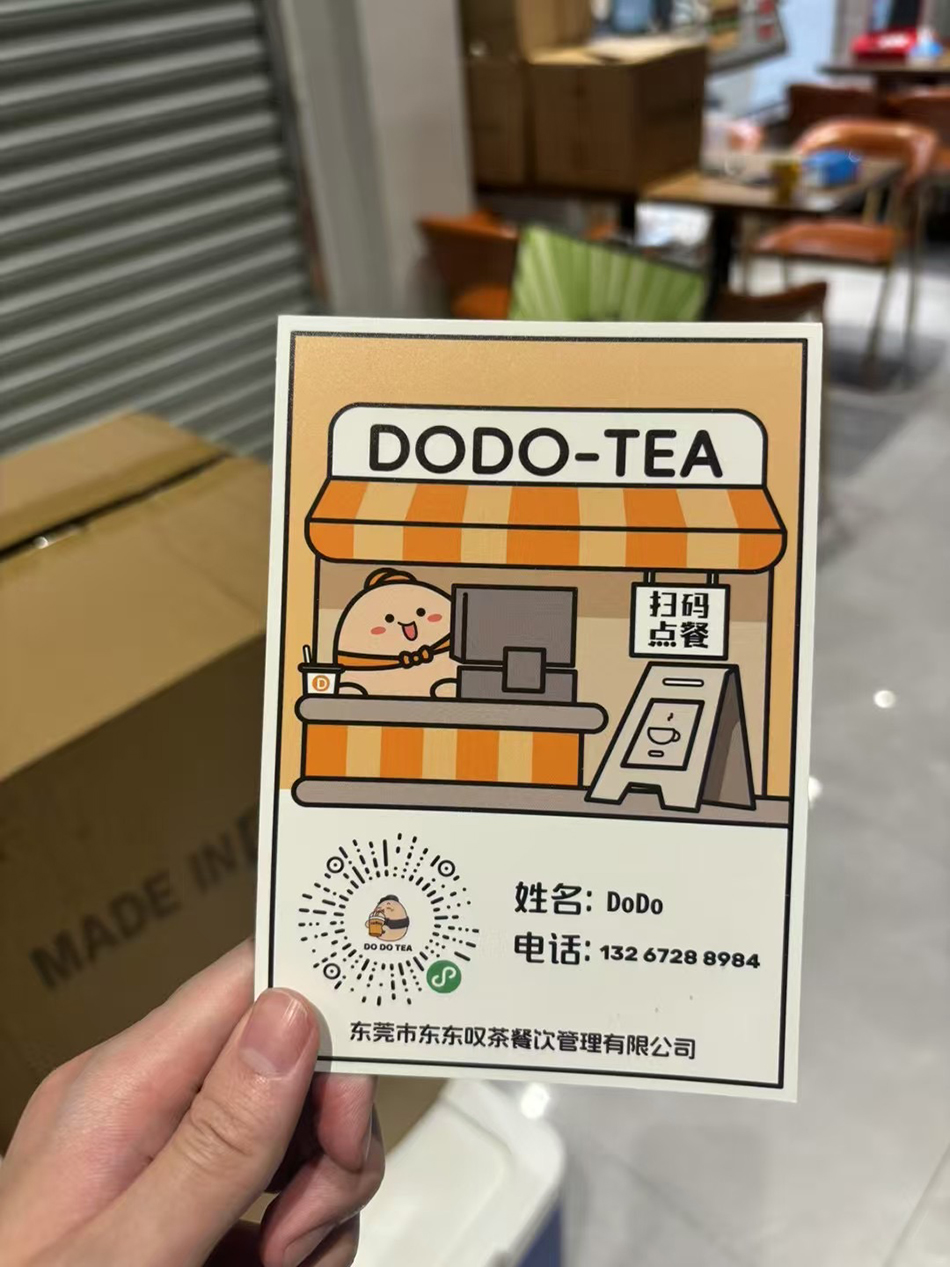 DODO-TEA
扫码
点餐
D
DO DO TEA
姓名: DoDo
电话: 132 6728 8984
东莞市东东叹茶餐饮管理有限公司
MADE IN